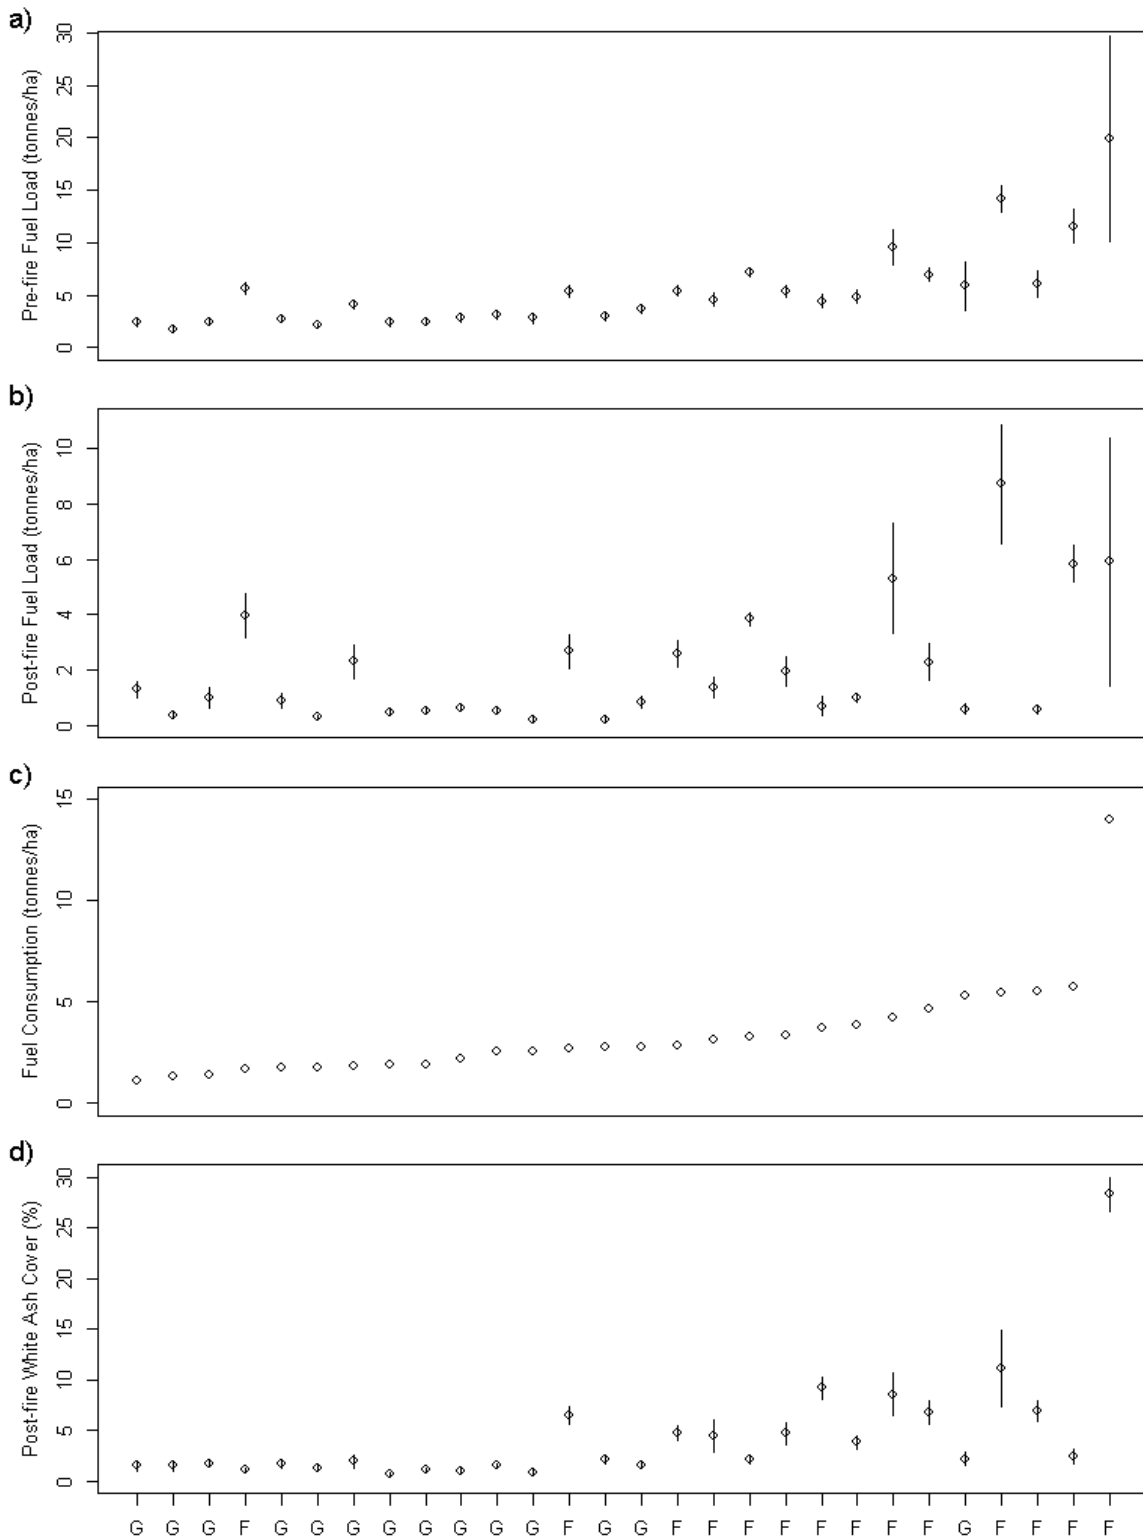 a)
Pre-fire Fuel Load (tonnes/ha)
30
25
20
15
10
5
0
b)
Post-fire Fuel Load (tonnes/ha)
10
8
6
4
2
0
c)
Fuel Consumption (tonnes/ha)
15
10
5
0
d)
Post-fire White Ash Cover (%)
30
25
20
15
10
5
0
G G G F G G G G G G G G F G G F F F F F F F F G F F F F